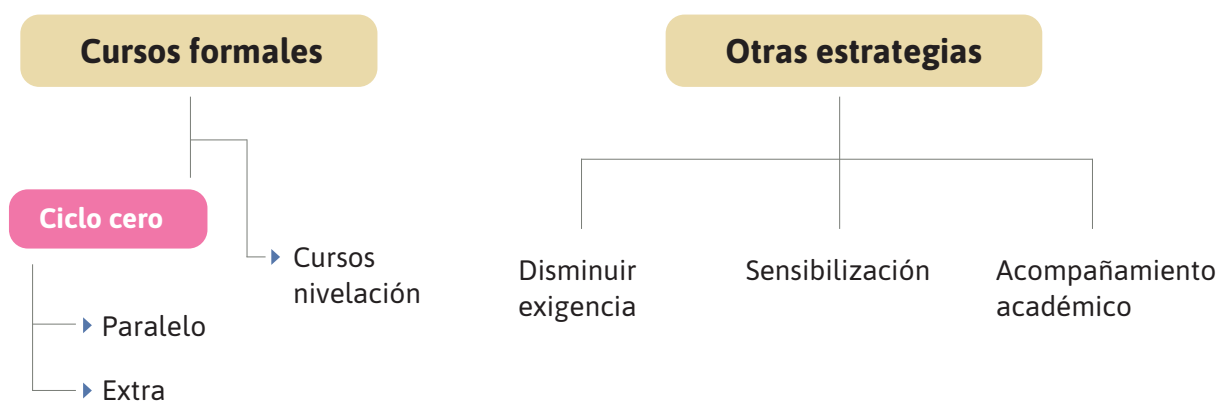 Cursos formales
Ciclo cero
Paralelo
Extra
Cursos
nivelación
Otras estrategias
Disminuir
exigencia
Sensibilización
Acompañamiento
académico